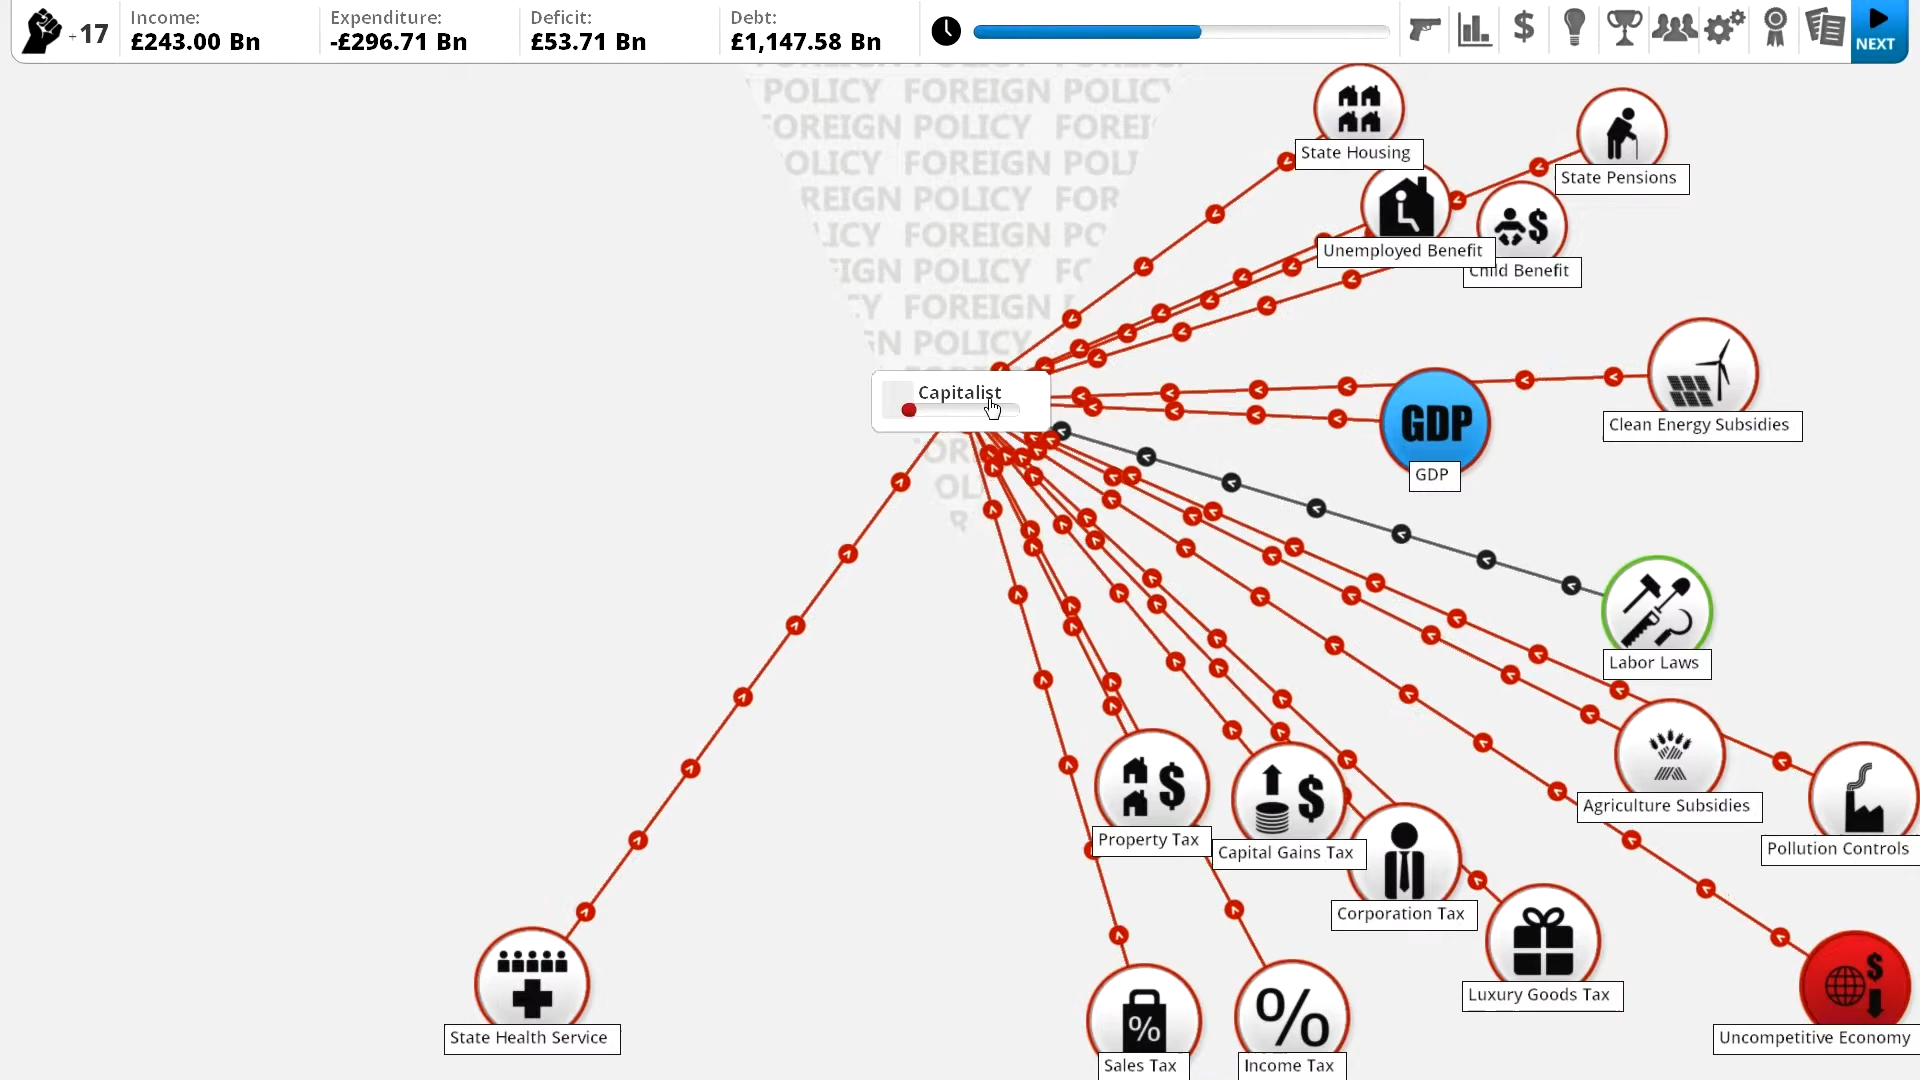 +17
Income:
£243.00 Bn
Expenditure:
-£296.71 Bn
Deficit:
£53.71 Bn
Debt:
£1,147.58 Bn
NEXT
POLICY FOREIGN POLICY
FOREIGN POLICY
FOREIGN POLICY
Capitalist
State Housing
State Pensions
Unemployed Benefit
Child Benefit
Clean Energy Subsidies
GDP
GDP
Labor Laws
Agriculture Subsidies
Pollution Controls
Property Tax
Capital Gains Tax
Corporation Tax
Luxury Goods Tax
Uncompetitive Economy
State Health Service
Sales Tax
Income Tax